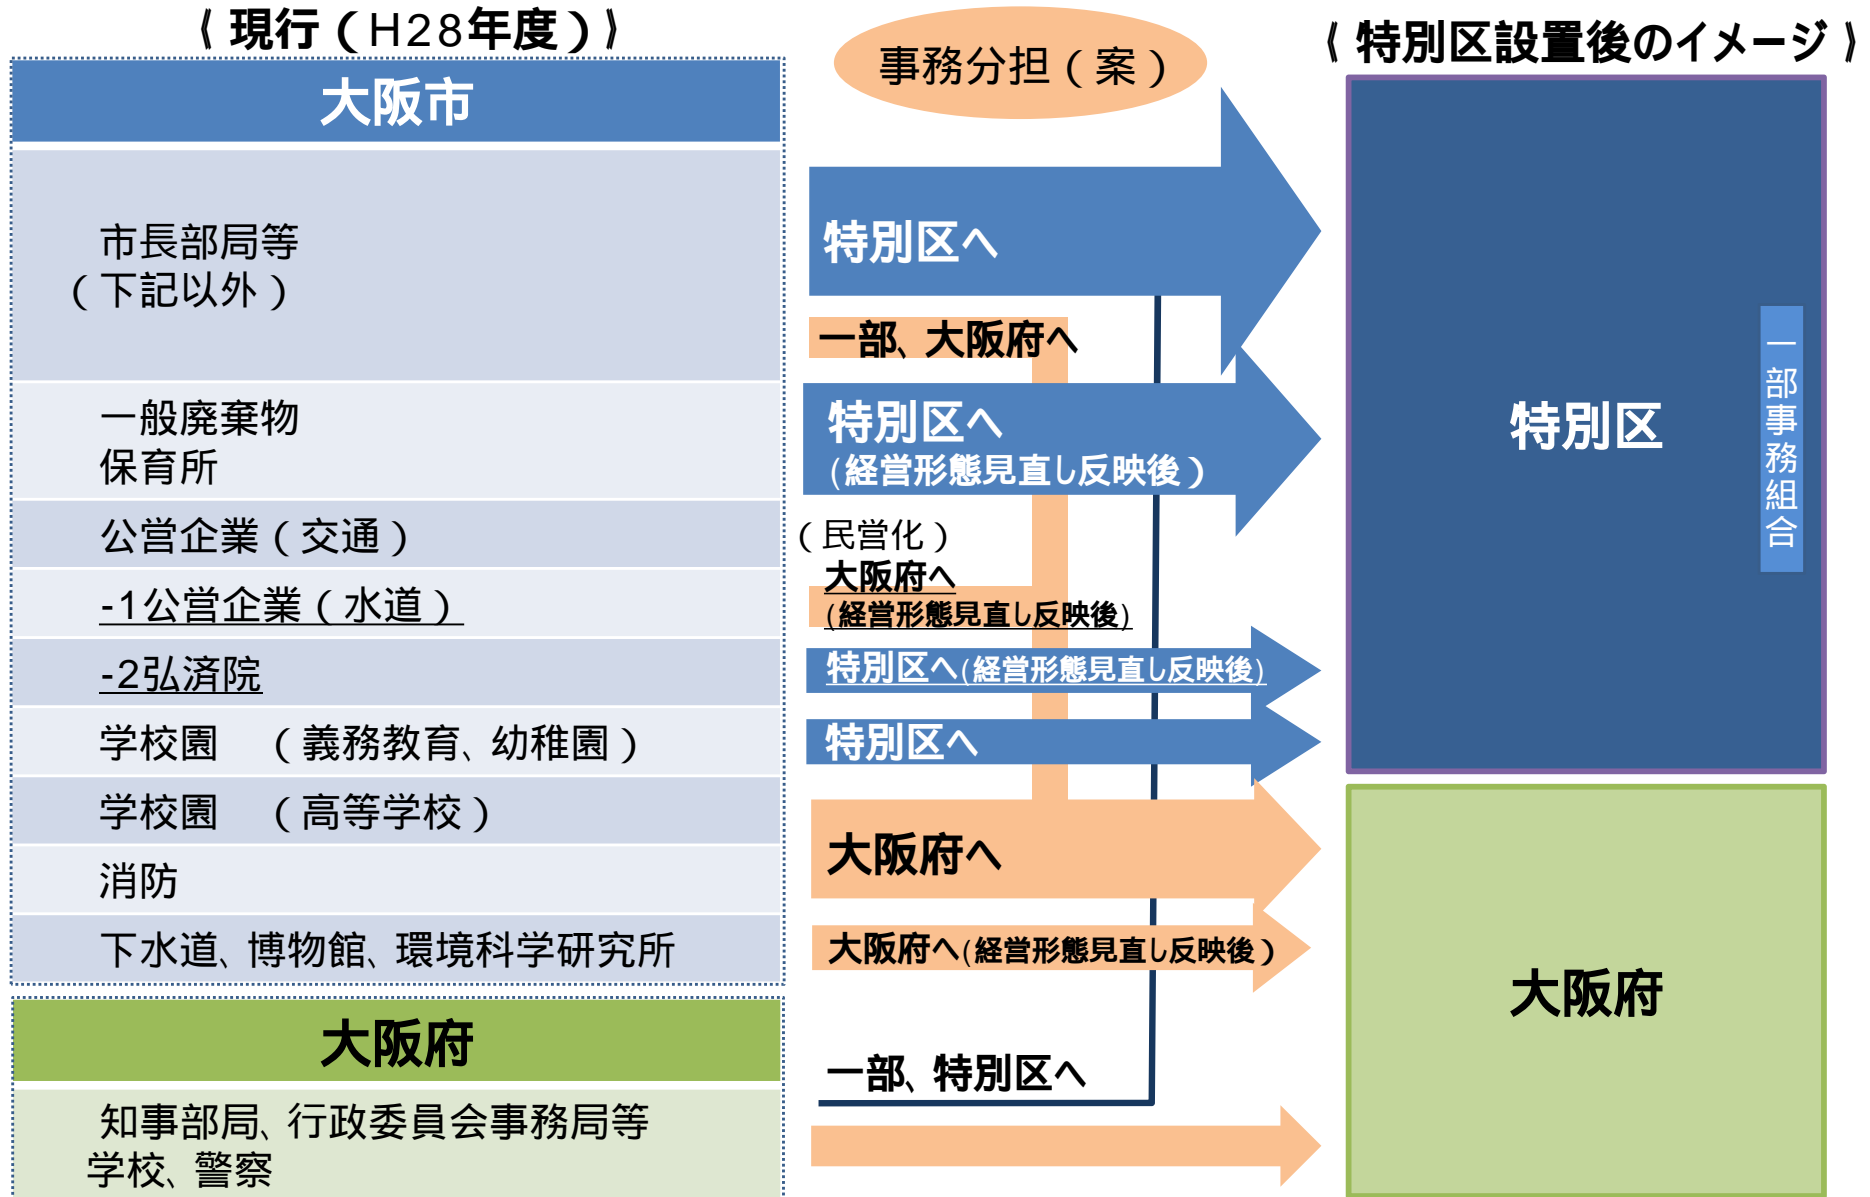 《 現行（H28年度）》
事務分担（案）
《 特別区設置後のイメージ 》
大阪市
市長部局等
（下記以外）
一般廃棄物
保育所
公営企業（交通）
-1公営企業（水道）
-2弘済院
学校園　（義務教育、幼稚園）
学校園　（高等学校）
消防
下水道、博物館、環境科学研究所
大阪府
知事部局、行政委員会事務局等
学校、警察
特別区へ
一部、大阪府へ
特別区へ
(経営形態見直し反映後）
（民営化）
大阪府へ
(経営形態見直し反映後)
特別区へ(経営形態見直し反映後)
特別区へ
大阪府へ
大阪府へ(経営形態見直し反映後）
一部、特別区へ
特別区
一部事務組合
大阪府